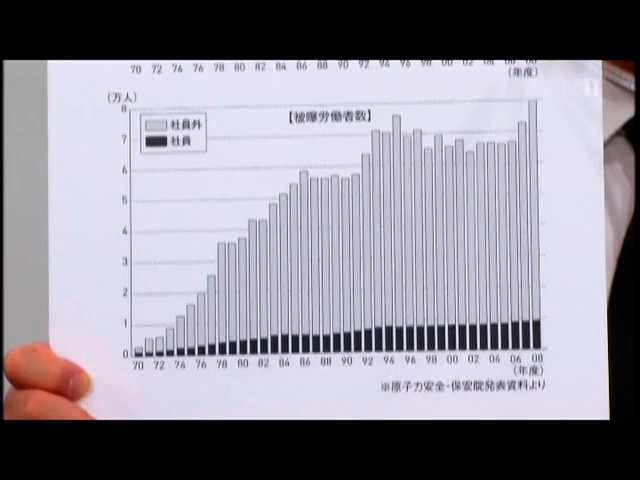 70 72 74 76 78 80 82 84 86 88 90 92 94 96 98 00 02 04 06 08
(年度)
(万人)
【被曝労働者数】
社員外
社員
8
7
6
5
4
3
2
1
0
70 72 74 76 78 80 82 84 86 88 90 92 94 96 98 00 02 04 06 08
(年度)
※原子力安全・保安院発表資料より